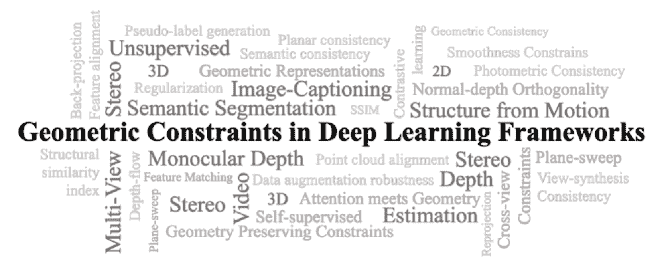 Back-projection
Feature alignment
Stereo
Pseudo-label generation
Unsupervised
Planar consistency
Semantic consistency
3D
Geometric Representations
Regularization
Image-Captioning
Semantic Segmentation
SSIM
Contrastive
learning
Geometric Consistency
Smoothness Constrains
2D
Photometric Consistency
Normal-depth Orthogonality
Structure from Motion
Geometric Constraints in Deep Learning Frameworks
Structural
similarity
index
Multi-View
Depth-flow
Monocular Depth
Feature Matching
Plane-sweep
Stereo
Video
Point cloud alignment
Data augmentation robustness
3D
Attention meets Geometry
Self-supervised
Geometry Preserving Constraints
Stereo
Depth
Estimation
Reprojection
Cross-view
Constraints
Plane-sweep
View-synthesis
Consistency